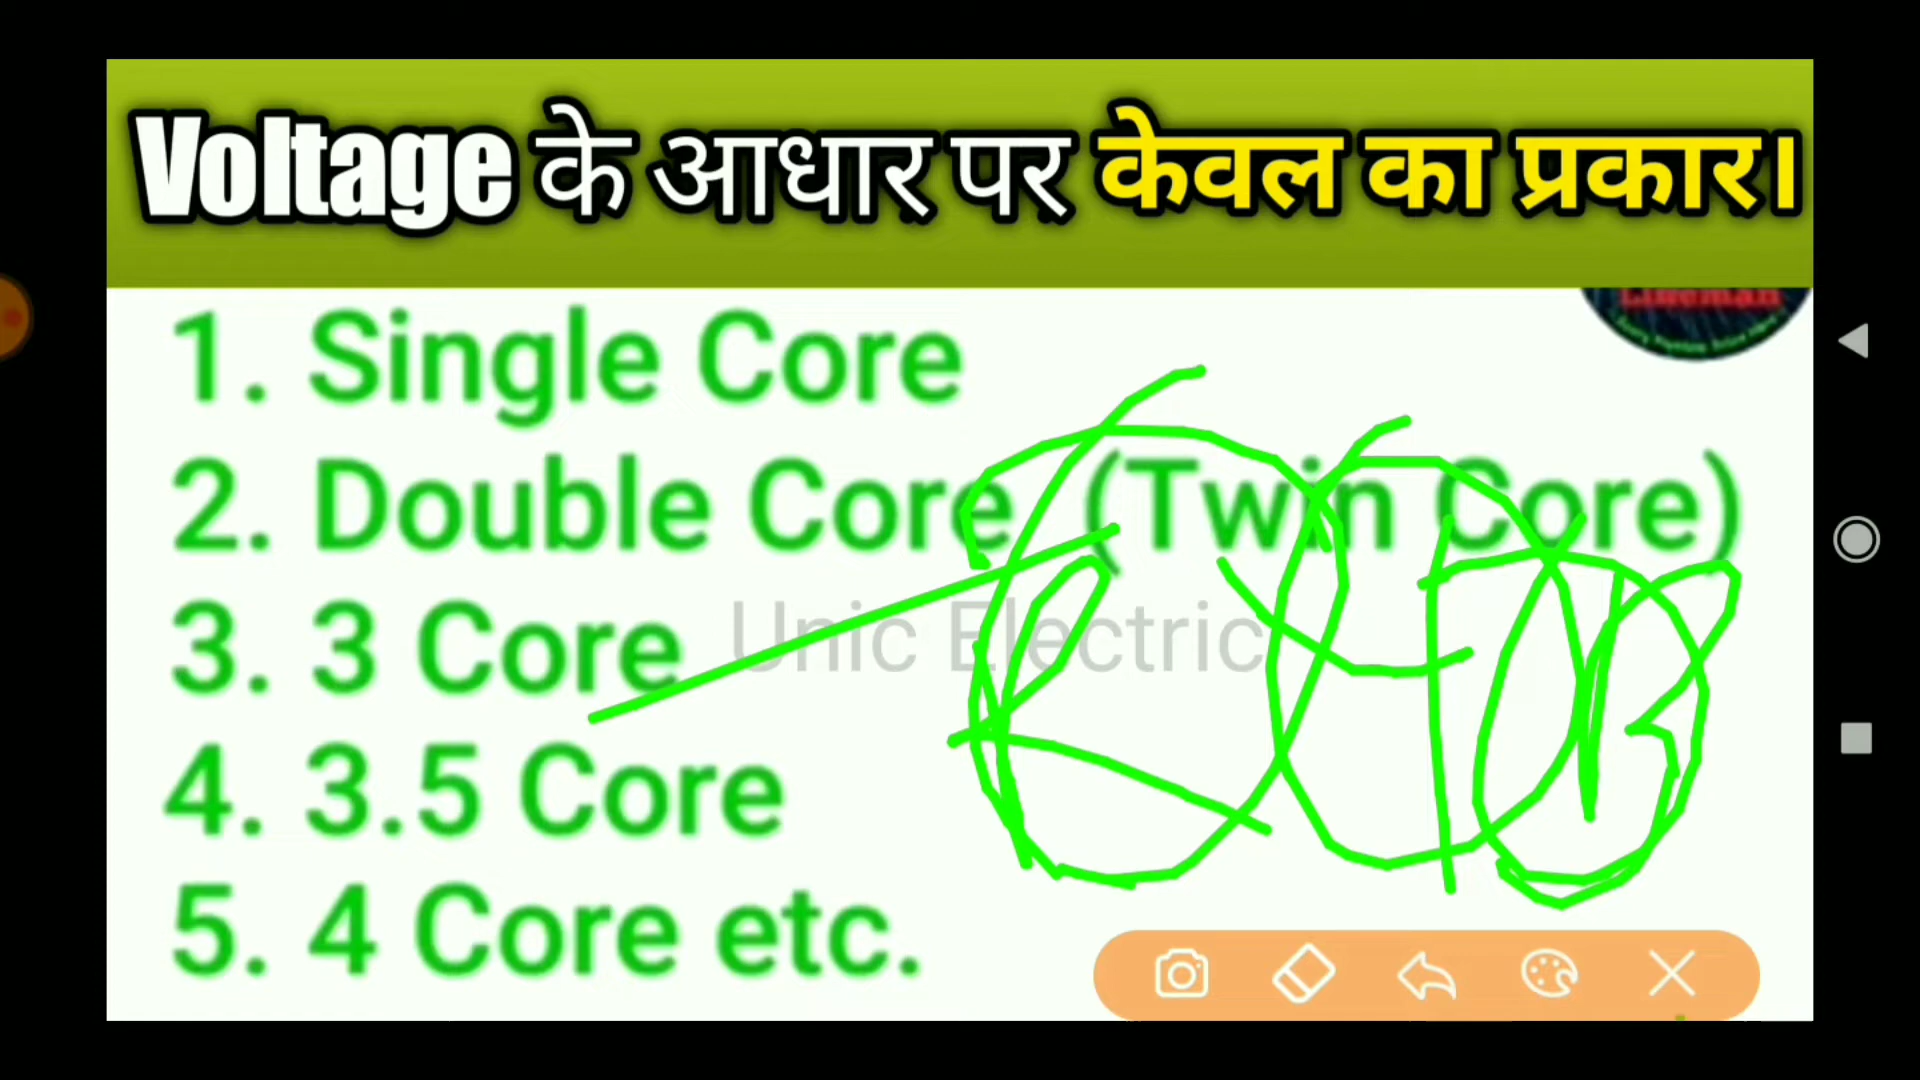 Voltage के आधार पर केवल का प्रकार।
Lineman
1. Single Core
2. Double Core (Twin Core)
3. 3 Core
Unic Electric
4. 3.5 Core
5. 4 Core etc.